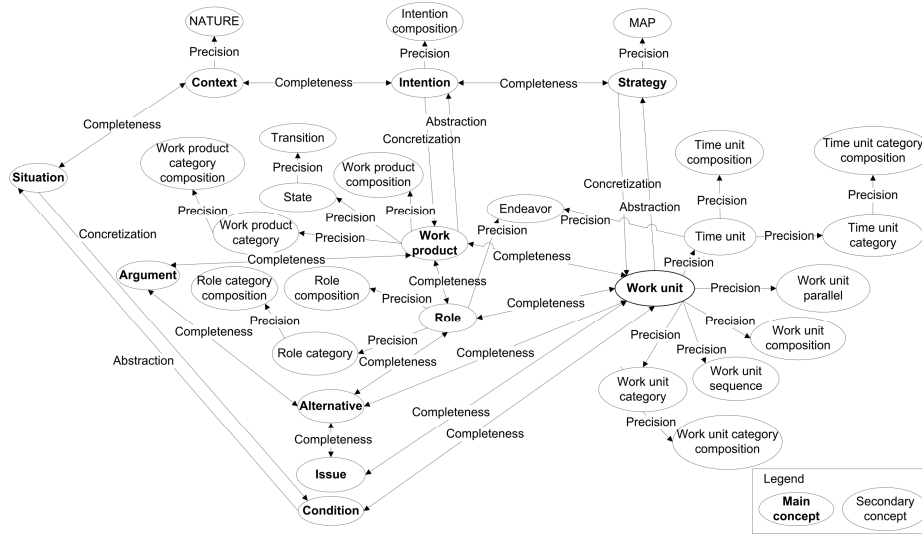 NATURE
Intention
composition
MAP
Precision
Precision
Precision
Context
Completeness
Intention
Completeness
Strategy
Abstraction
Completeness
Transition
Concretization
Work product
category
composition
Time unit
composition
Time unit category
composition
Precision
Work product
composition
Situation
State
Concretization
Precision
Precision
Endeavor
Precision
Precision
Precision
Precision
Abstraction
Concretization
Work product
category
Precision
Work
product
Precision
Time unit
Precision
Time unit
category
Completeness
Completeness
Precision
Argument
Role category
composition
Role
composition
Completeness
Work unit
Precision
Work unit
parallel
Precision
Completeness
Precision
Role
Precision
Work unit
composition
Completeness
Precision
Role category
Completeness
Precision
Abstraction
Work unit
category
Work unit
sequence
Alternative
Completeness
Precision
Completeness
Completeness
Work unit category
composition
Issue
Legend
Condition
Main
concept
Secondary
concept